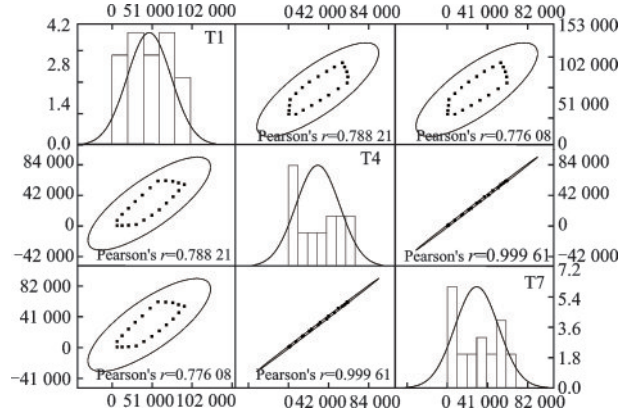 0 51 000 102 000 0 42 000 84 000 0 41 000 82 000
4.2 T1 153 000
2.8 102 000
1.4 51 000
0.0 Pearson's r=0.788 21 Pearson's r=0.776 08 0
84 000 T4 84 000
42 000 42 000
0 0
−42 000 Pearson's r=0.788 21 Pearson's r=0.999 61 −42 000
82 000 T7 7.2
41 000 5.4
0 3.6
−41 000 Pearson's r=0.776 08 Pearson's r=0.999 61 1.8
0.0
0 51 000 102 000 0 42 000 84 000 0 41 000 82 000